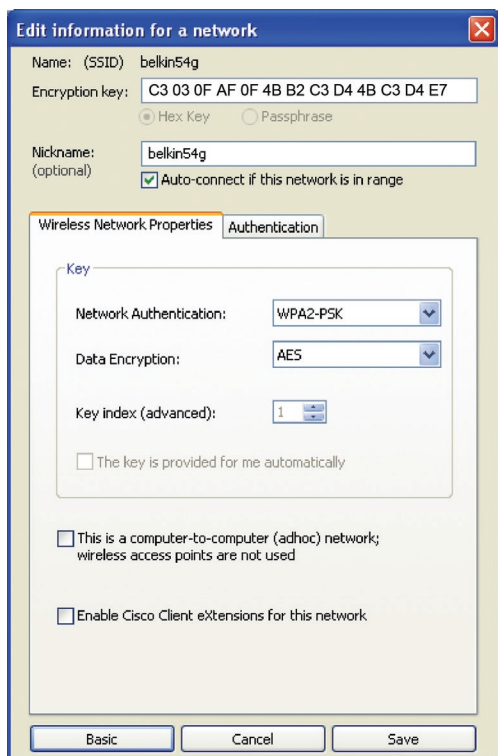 Edit information for a network
Name: (SSID) belkin54g
Encryption key: C3 03 0F AF 0F 4B B2 C3 D4 4B C3 D4 E7
Hex Key Passphrase
Nickname: belkin54g
(optional)
Auto-connect if this network is in range
Wireless Network Properties Authentication
Key
Network Authentication: WPA2-PSK
Data Encryption: AES
Key index (advanced): 1
The key is provided for me automatically
This is a computer-to-computer (adhoc) network;
wireless access points are not used
Enable Cisco Client eXtensions for this network
Basic Cancel Save